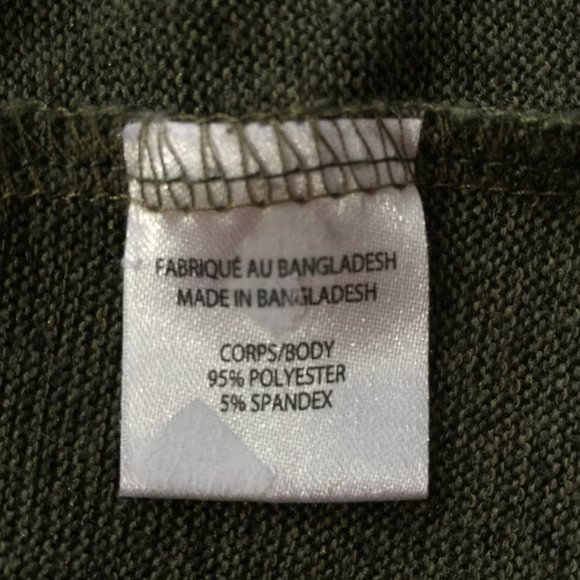 FABRIQUÉ AU BANGLADESH
MADE IN BANGLADESH
CORPS/BODY
95% POLYESTER
5% SPANDEX